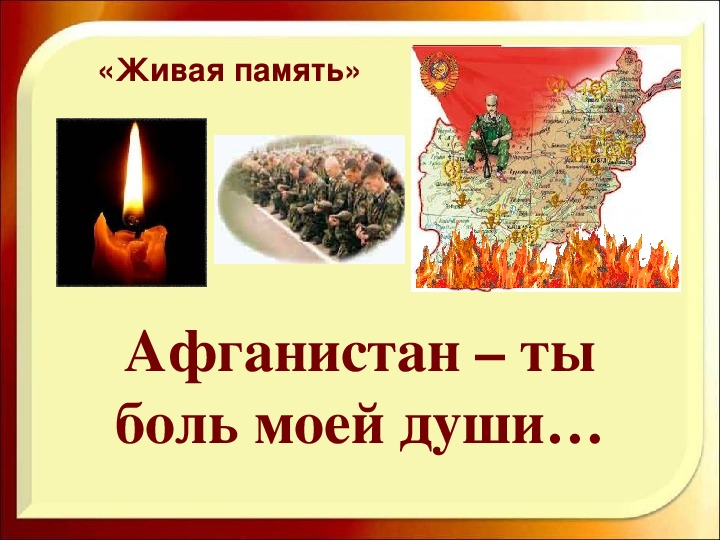 «Живая память»
Афганистан – ты
боль моей души…